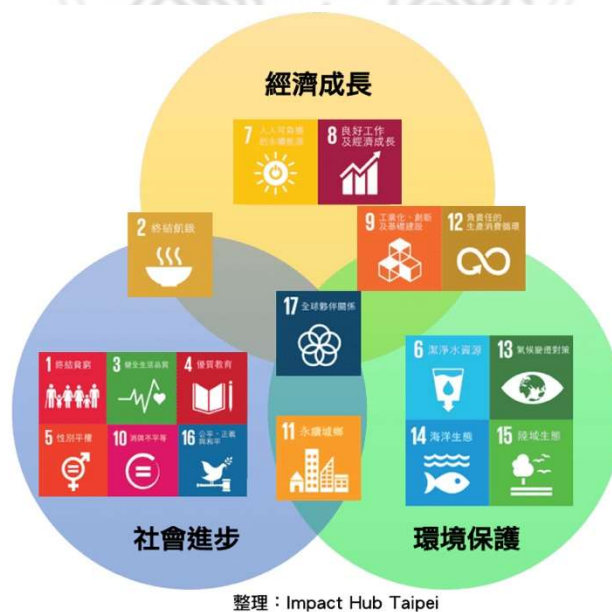 經濟成長
7 人人可負擔
的永續能源
8 良好工作
及經濟成長
2 終結飢餓
9 工業化、創新
及基礎建設
12 負責任的
生產消費循環
17 全球夥伴關係
1 終結貧窮
3 健全生活品質
4 優質教育
5 性別平權
10 消弭不平等
16 公平、正義
與和平
11 永續城鄉
6 潔淨水資源
13 氣候變遷對策
14 海洋生態
15 陸域生態
社會進步
環境保護
整理：Impact Hub Taipei